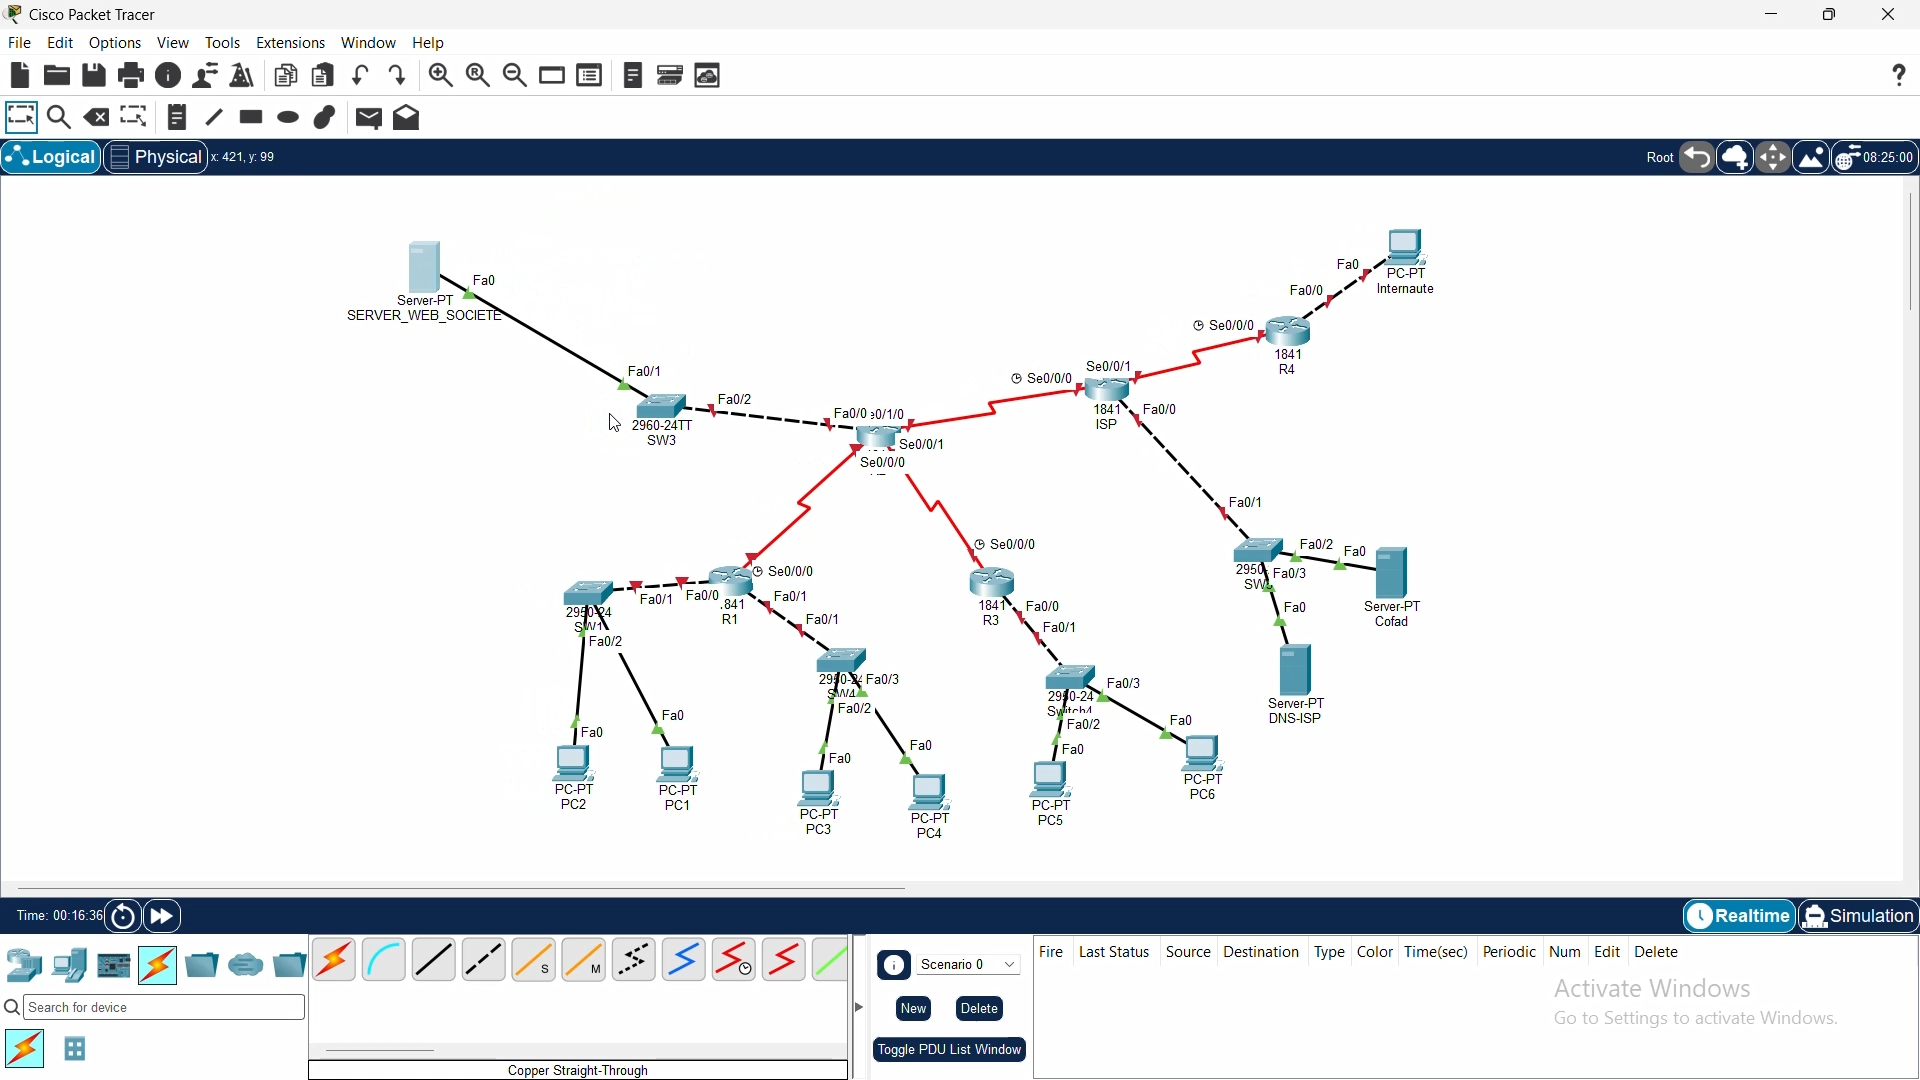 Cisco Packet Tracer
File Edit Options View Tools Extensions Window Help
Logical Physical x: 421, y: 99 Root 08:25:00
Server-PT
SERVER_WEB_SOCIETE
Fa0
Fa0/1
2960-24TT
SW3
Fa0/2
Fa0/0
Se0/0/1
Se0/0/0
Se0/0/0
Se0/0/1
1841
ISP
Fa0/0
Se0/0/0
1841
R4
Fa0/0
Fa0
PC-PT
Internaute
Fa0/1
Fa0/2
Fa0
Fa0/3
Fa0
Server-PT
Cofad
Server-PT
DNS-ISP
Se0/0/0
Fa0/1
Fa0/0
R1
Fa0/1
Fa0/1
Fa0/2
Fa0
PC-PT
PC2
Fa0
PC-PT
PC1
Fa0/3
Fa0/2
Fa0
PC-PT
PC3
Fa0
PC-PT
PC4
Se0/0/0
1841
R3
Fa0/0
Fa0/1
Fa0/3
Fa0/2
Fa0
PC-PT
PC5
Fa0
PC-PT
PC6
Time: 00:16:36 Realtime Simulation
Search for device
S
M
Copper Straight-Through
Scenario 0
New Delete
Toggle PDU List Window
Fire Last Status Source Destination Type Color Time(sec) Periodic Num Edit Delete
Activate Windows
Go to Settings to activate Windows.